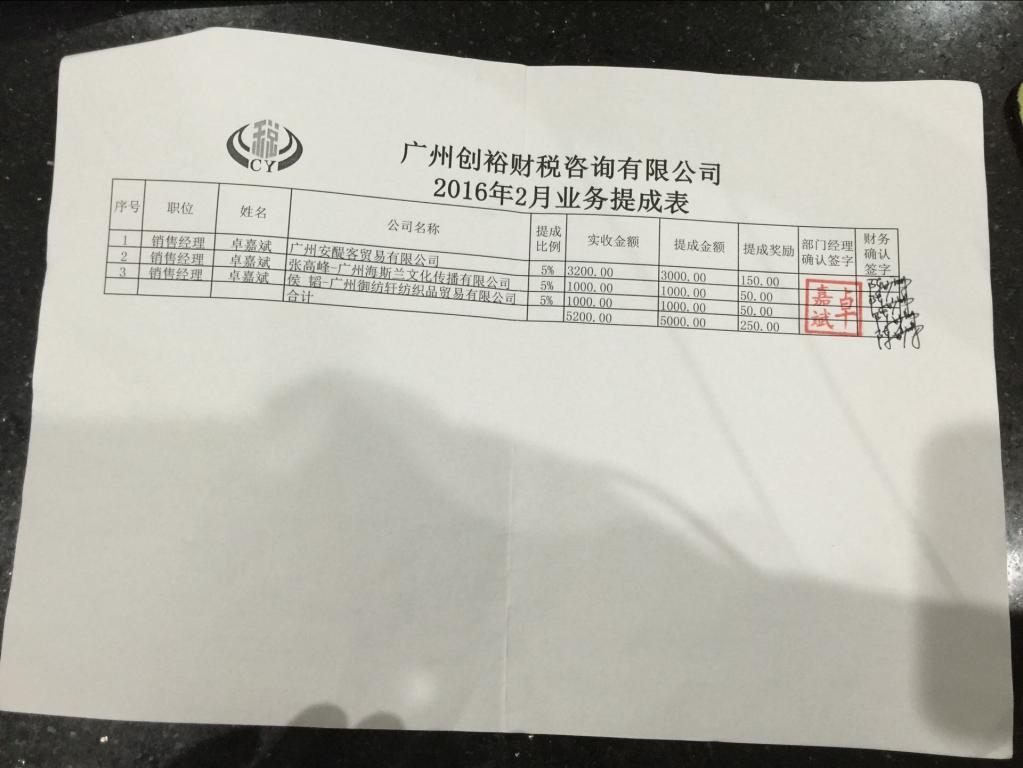 税
CY
广州创裕财税咨询有限公司
2016年2月业务提成表
序号 职位 姓名 公司名称 提成比例 实收金额 提成金额 提成奖励 部门经理确认签字 财务确认签字
1 销售经理 卓嘉斌 广州安醍客贸易有限公司 5% 3200.00 3000.00 150.00
2 销售经理 卓嘉斌 张高峰-广州海斯兰文化传播有限公司 5% 1000.00 1000.00 50.00
3 销售经理 卓嘉斌 侯 韬-广州御纺轩纺织品贸易有限公司 5% 1000.00 1000.00 50.00
合计 5200.00 5000.00 250.00
嘉斌